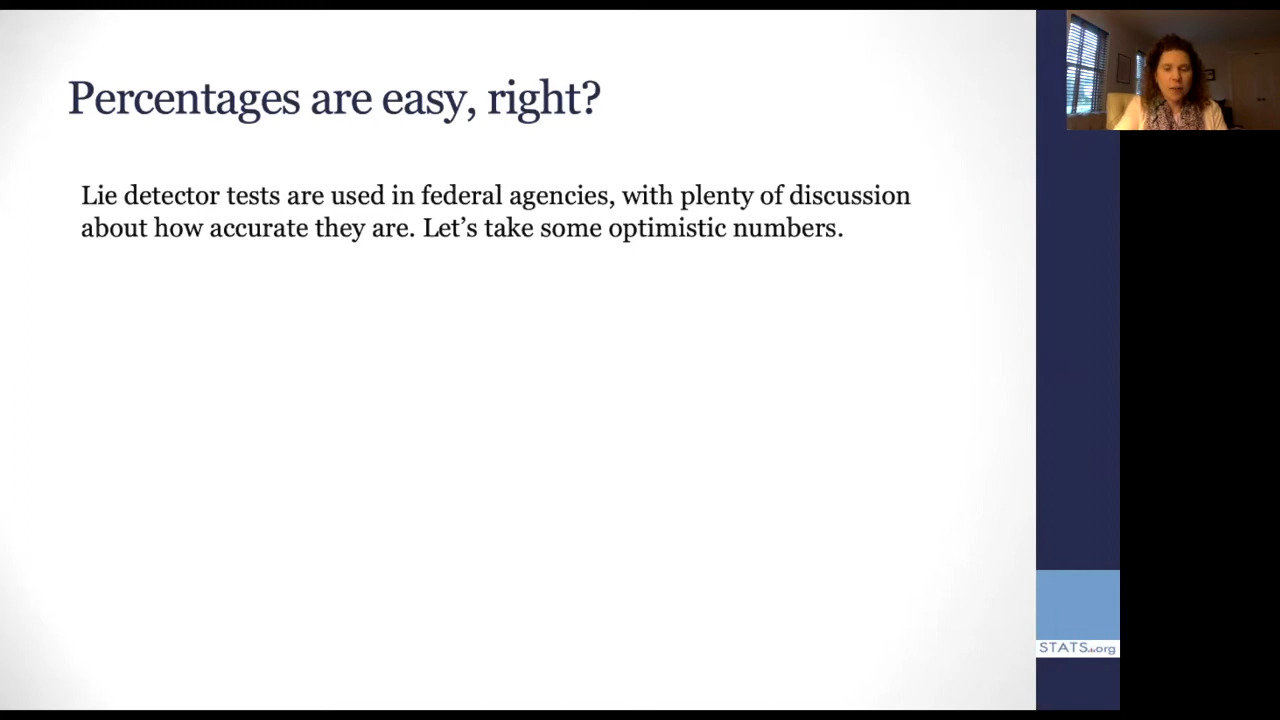 Percentages are easy, right?
Lie detector tests are used in federal agencies, with plenty of discussion
about how accurate they are. Let’s take some optimistic numbers.
STATS.org